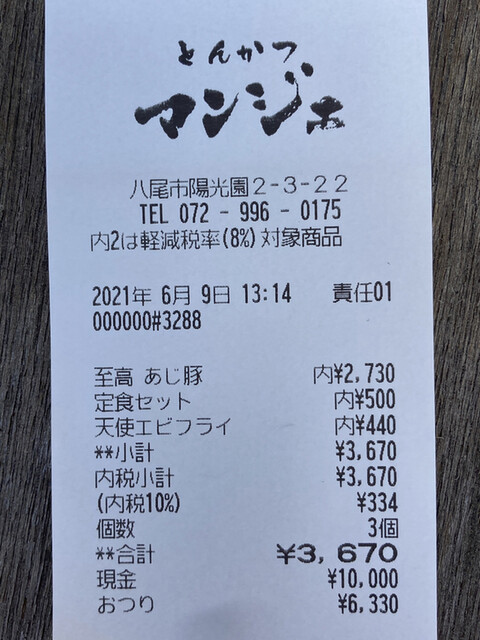 とんかつ
マンジェ
八尾市陽光園2-3-22
TEL 072 - 996 - 0175
内2は軽減税率(8%)対象商品
2021年 6月 9日 13:14 責任01
000000#3288
至高 あじ豚 内¥2,730
定食セット 内¥500
天使エビフライ 内¥440
**小計 ¥3,670
内税小計 ¥3,670
(内税10%) ¥334
個数 3個
**合計 ¥3,670
現金 ¥10,000
おつり ¥6,330